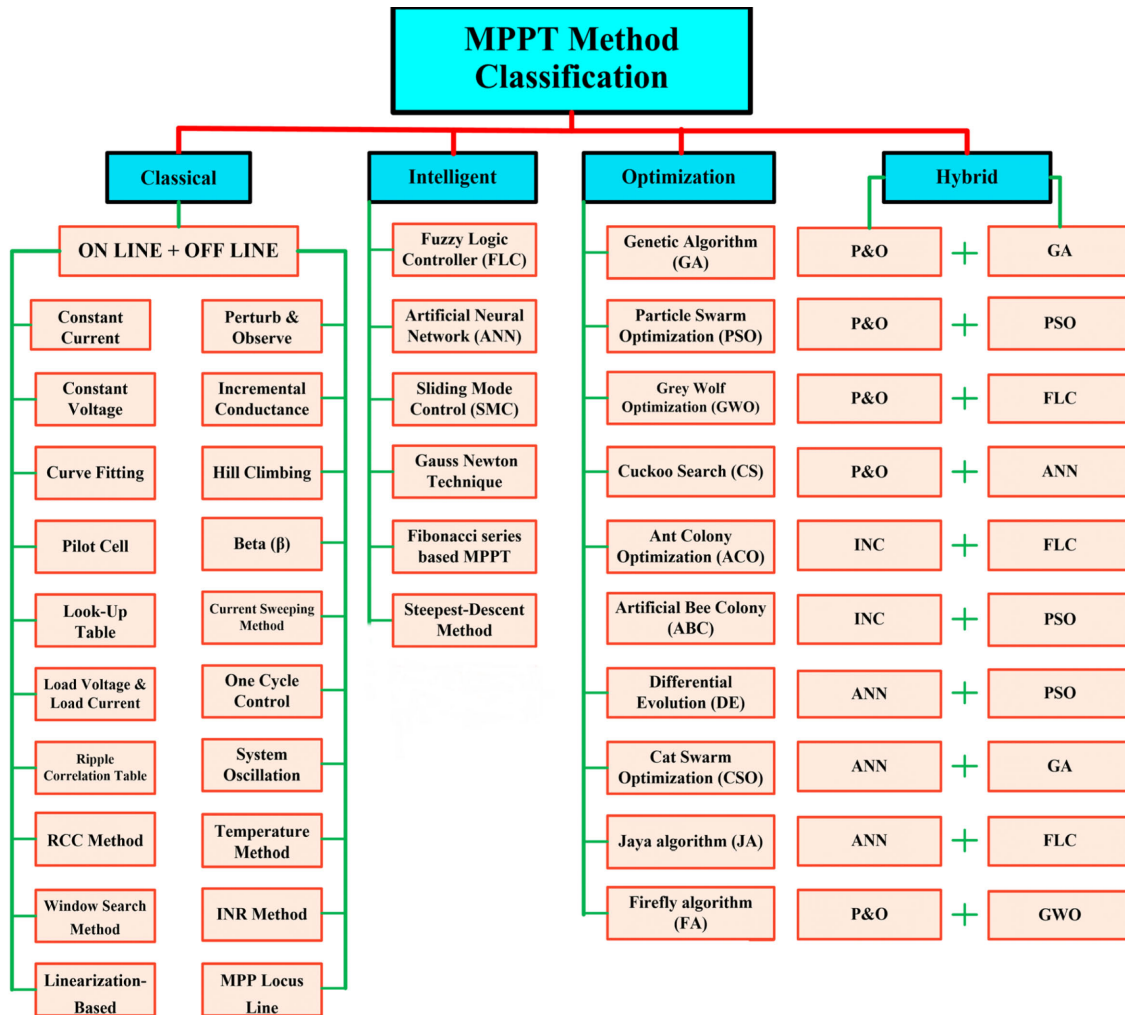 MPPT Method
Classification
Classical
Intelligent
Optimization
Hybrid
ON LINE + OFF LINE
Constant
Current
Constant
Voltage
Curve Fitting
Pilot Cell
Look-Up
Table
Load Voltage &
Load Current
Ripple
Correlation Table
RCC Method
Window Search
Method
Linearization-
Based
Perturb &
Observe
Incremental
Conductance
Hill Climbing
Beta (β)
Current Sweeping
Method
One Cycle
Control
System
Oscillation
Temperature
Method
INR Method
MPP Locus
Line
Fuzzy Logic
Controller (FLC)
Artificial Neural
Network (ANN)
Sliding Mode
Control (SMC)
Gauss Newton
Technique
Fibonacci series
based MPPT
Steepest-Descent
Method
Genetic Algorithm
(GA)
Particle Swarm
Optimization (PSO)
Grey Wolf
Optimization (GWO)
Cuckoo Search (CS)
Ant Colony
Optimization (ACO)
Artificial Bee Colony
(ABC)
Differential
Evolution (DE)
Cat Swarm
Optimization (CSO)
Jaya algorithm (JA)
Firefly algorithm
(FA)
P&O + GA
P&O + PSO
P&O + FLC
P&O + ANN
INC + FLC
INC + PSO
ANN + PSO
ANN + GA
ANN + FLC
P&O + GWO